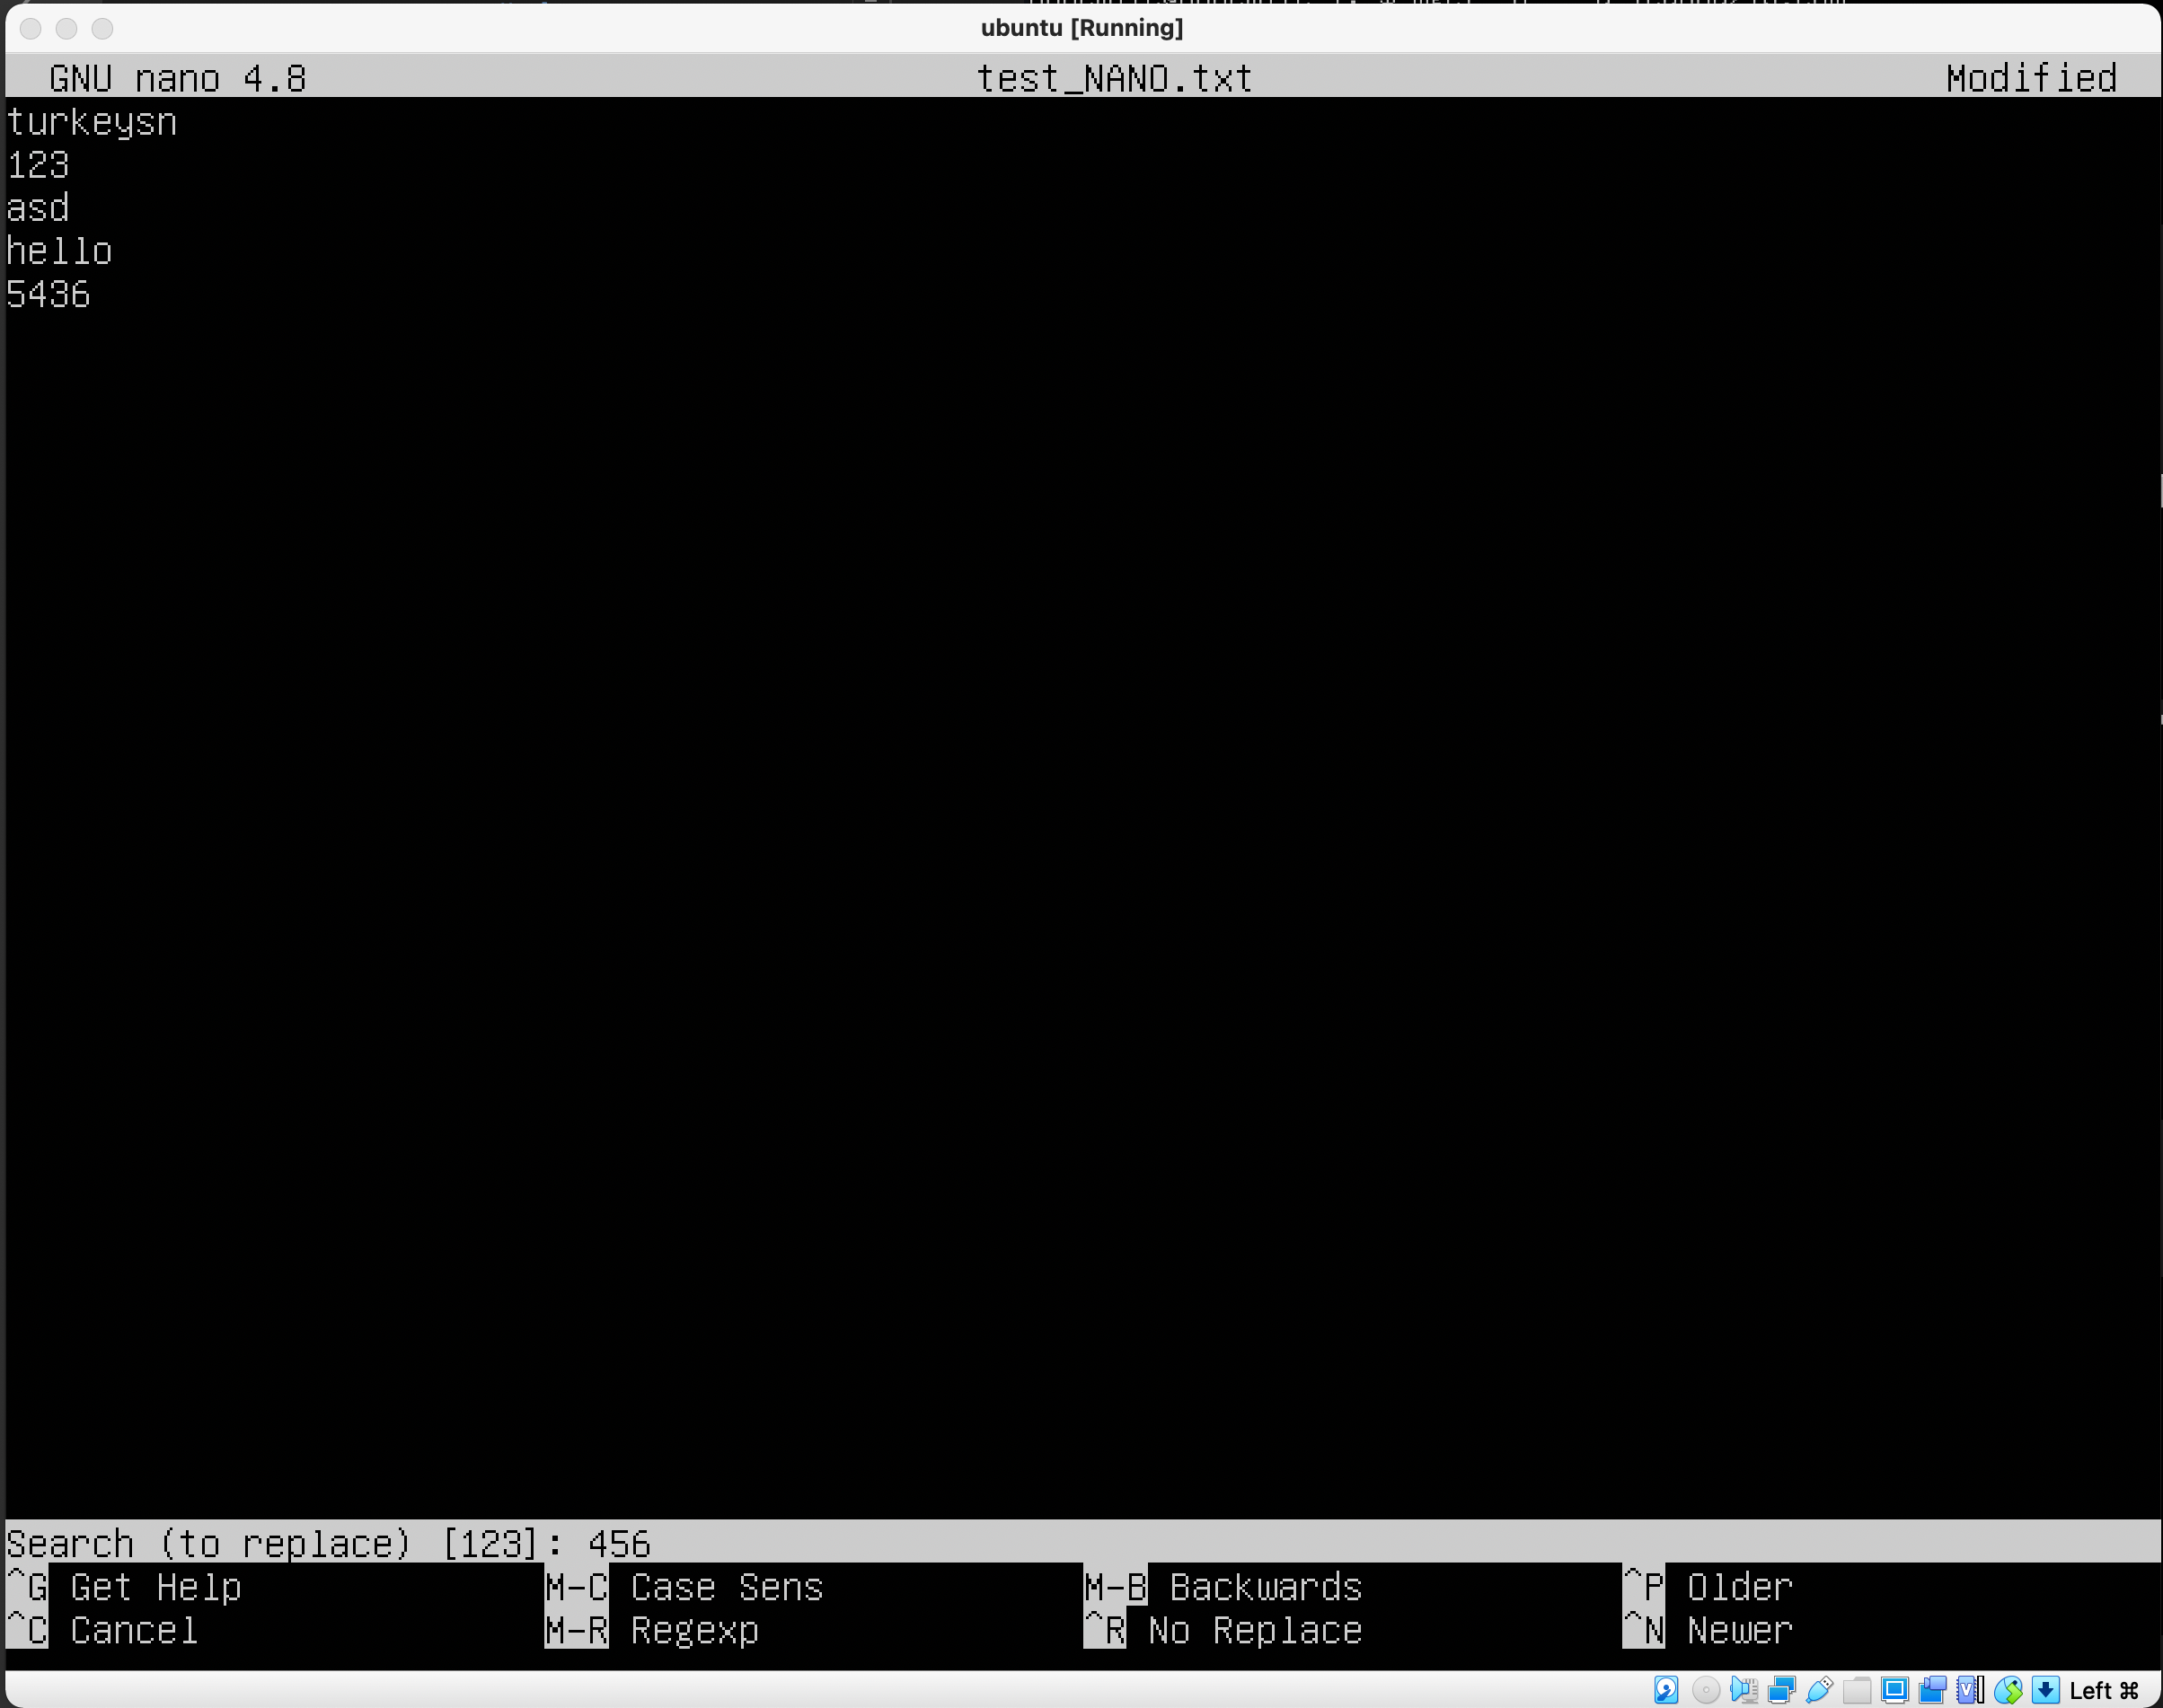 ubuntu [Running]
GNU nano 4.8 test_NANO.txt Modified
turkeysn
123
asd
hello
5436
Search (to replace) [123]: 456
^G Get Help M-C Case Sens M-B Backwards ^P Older
^C Cancel M-R Regexp ^R No Replace ^N Newer
Left ⌘